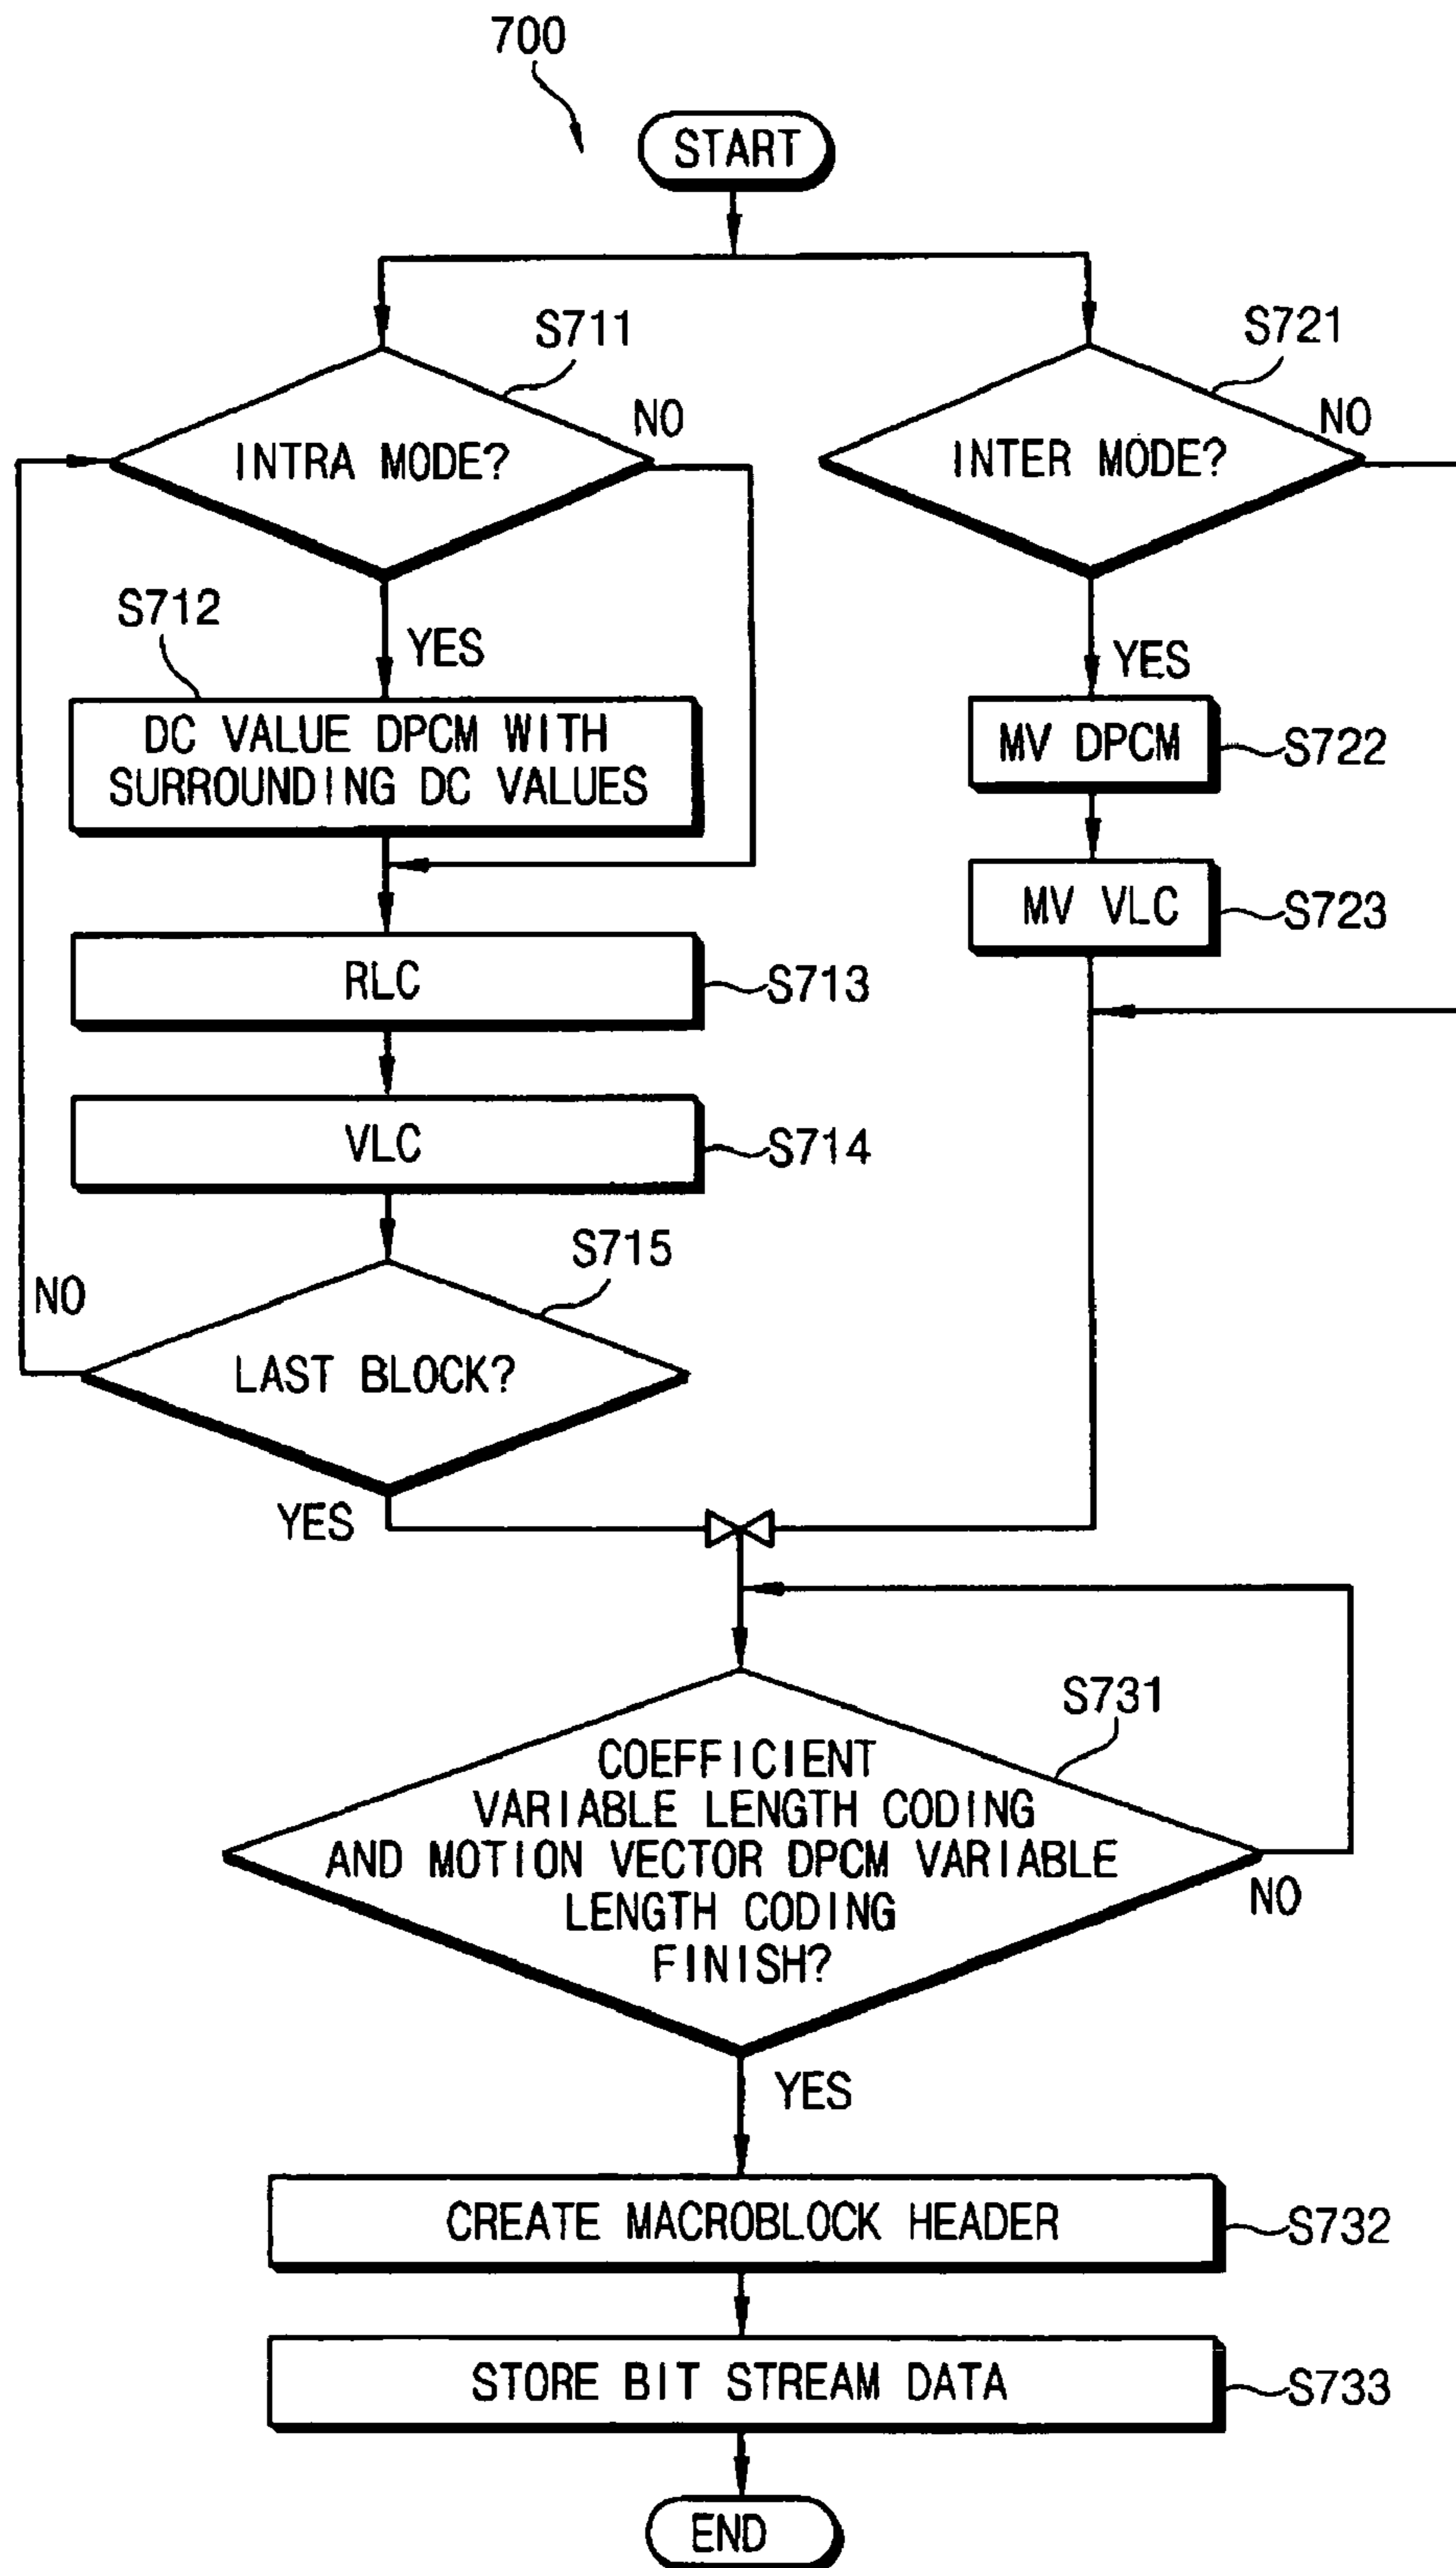 700
START
S711
INTRA MODE?
NO
S721
INTER MODE?
NO
S712
YES
DC VALUE DPCM WITH
SURROUNDING DC VALUES
YES
MV DPCM
S722
MV VLC
S723
RLC
S713
VLC
S714
S715
LAST BLOCK?
NO
YES
S731
COEFFICIENT
VARIABLE LENGTH CODING
AND MOTION VECTOR DPCM VARIABLE
LENGTH CODING
FINISH?
NO
YES
CREATE MACROBLOCK HEADER
S732
STORE BIT STREAM DATA
S733
END